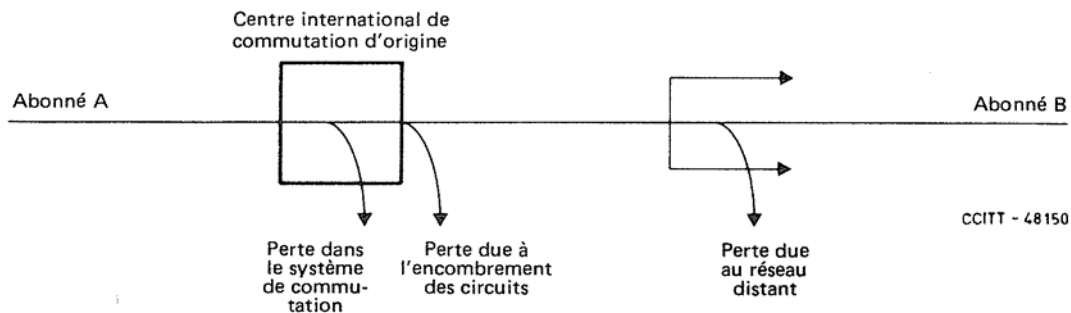 Centre international de
commutation d'origine
Abonné A
Abonné B
CCITT - 48150
Perte dans
le système
de commu-
tation
Perte due à
l'encombrement
des circuits
Perte due
au réseau
distant